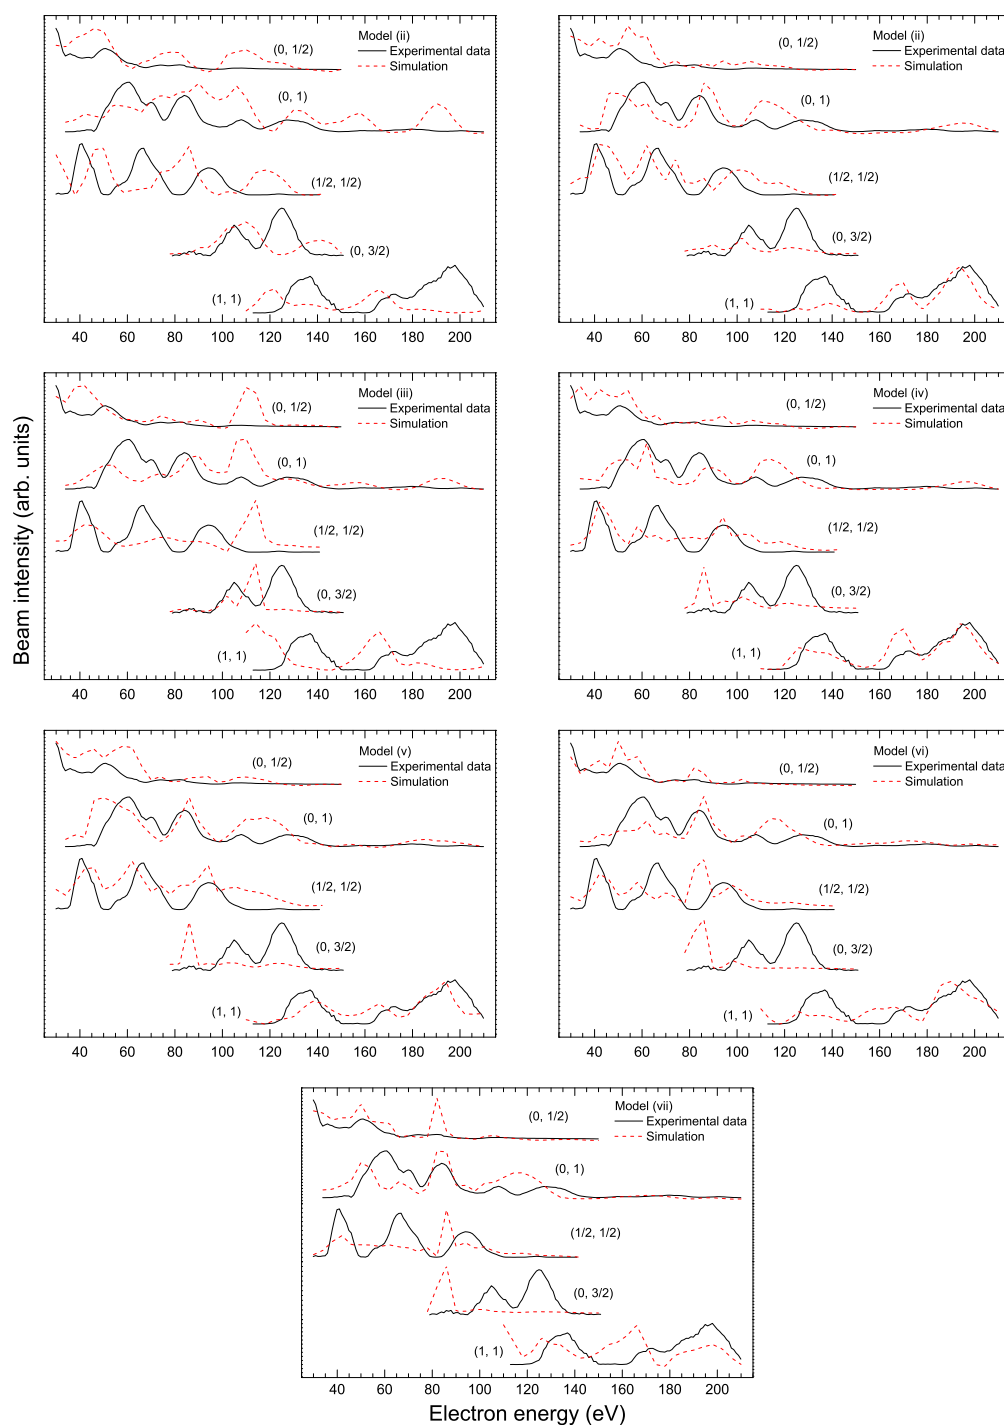 Model (ii)
Experimental data
Simulation
(0, 1/2)
(0, 1)
(1/2, 1/2)
(0, 3/2)
(1, 1)
40 60 80 100 120 140 160 180 200
Model (ii)
Experimental data
Simulation
(0, 1/2)
(0, 1)
(1/2, 1/2)
(0, 3/2)
(1, 1)
40 60 80 100 120 140 160 180 200
Beam intensity (arb. units)
Model (iii)
Experimental data
Simulation
(0, 1/2)
(0, 1)
(1/2, 1/2)
(0, 3/2)
(1, 1)
40 60 80 100 120 140 160 180 200
Model (iv)
Experimental data
Simulation
(0, 1/2)
(0, 1)
(1/2, 1/2)
(0, 3/2)
(1, 1)
40 60 80 100 120 140 160 180 200
Model (v)
Experimental data
Simulation
(0, 1/2)
(0, 1)
(1/2, 1/2)
(0, 3/2)
(1, 1)
40 60 80 100 120 140 160 180 200
Model (vi)
Experimental data
Simulation
(0, 1/2)
(0, 1)
(1/2, 1/2)
(0, 3/2)
(1, 1)
40 60 80 100 120 140 160 180 200
Model (vii)
Experimental data
Simulation
(0, 1/2)
(0, 1)
(1/2, 1/2)
(0, 3/2)
(1, 1)
40 60 80 100 120 140 160 180 200
Electron energy (eV)